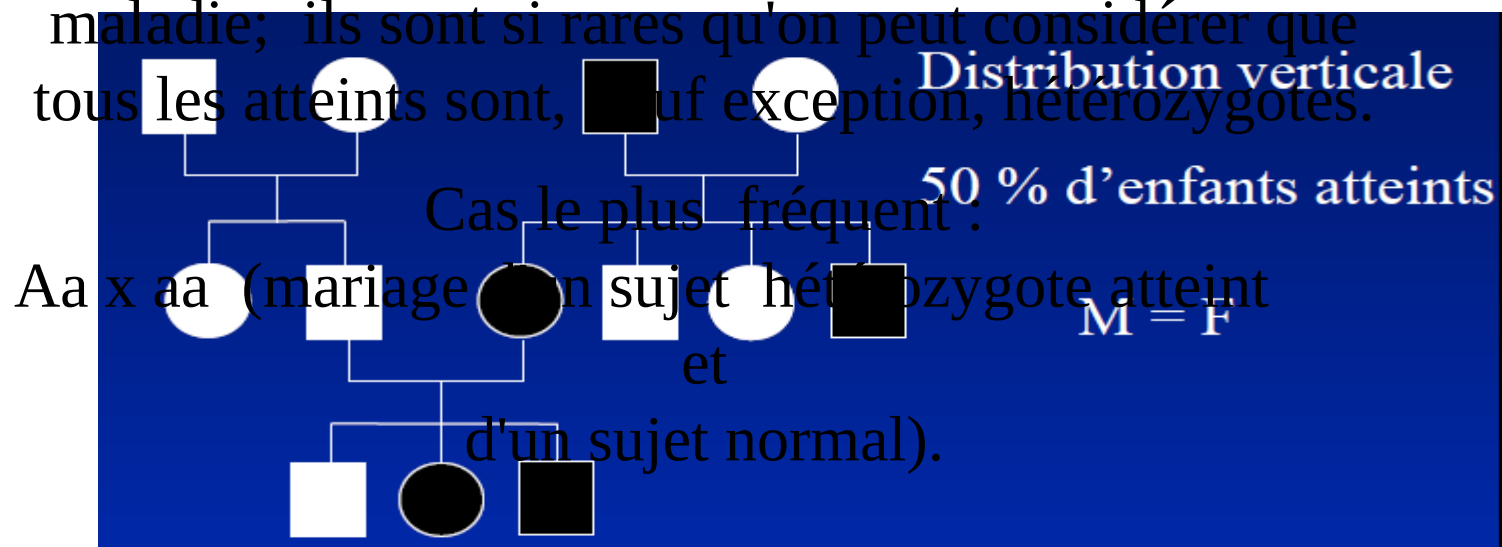 maladie; ils sont si rares qu'on peut considérer que
tous les atteints sont, sauf exception, hétérozygotes.
Cas le plus fréquent :
Aa x aa (mariage d'un sujet hétérozygote atteint
et
d'un sujet normal).
Distribution verticale
50 % d’enfants atteints
M = F